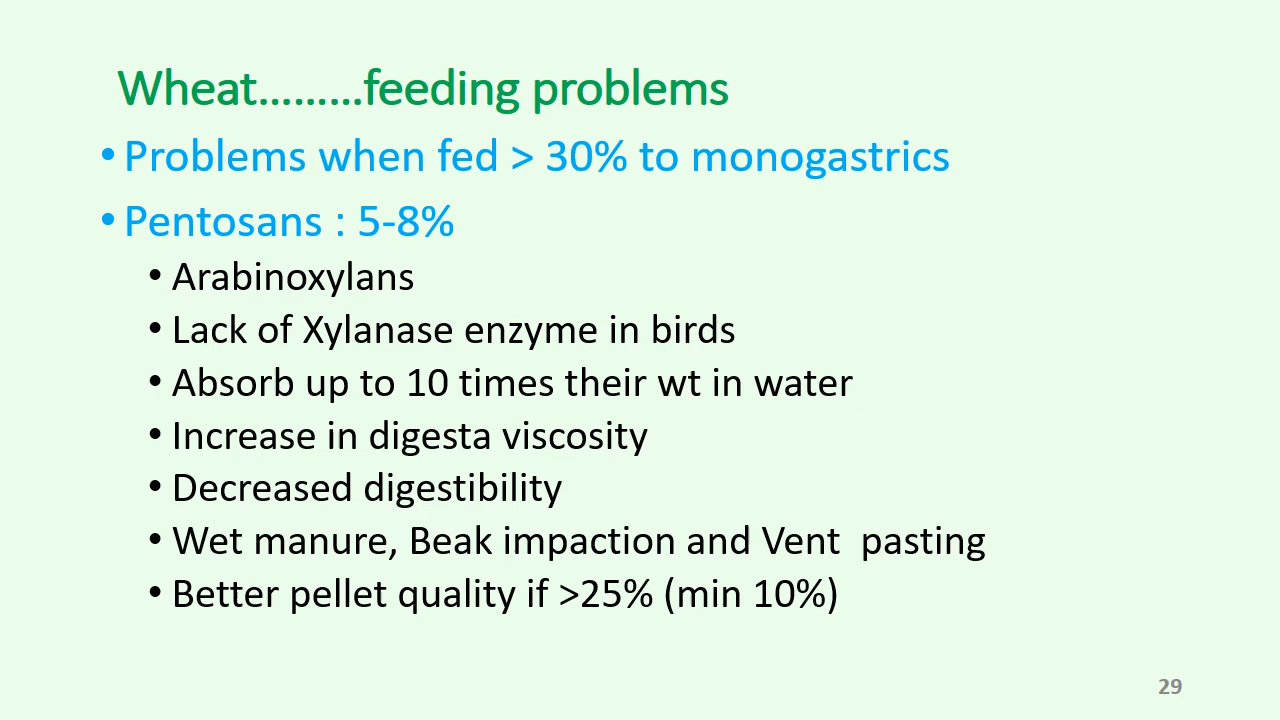 Wheat.........feeding problems
• Problems when fed > 30% to monogastrics
• Pentosans : 5-8%
• Arabinoxylans
• Lack of Xylanase enzyme in birds
• Absorb up to 10 times their wt in water
• Increase in digesta viscosity
• Decreased digestibility
• Wet manure, Beak impaction and Vent  pasting
• Better pellet quality if >25% (min 10%)
29